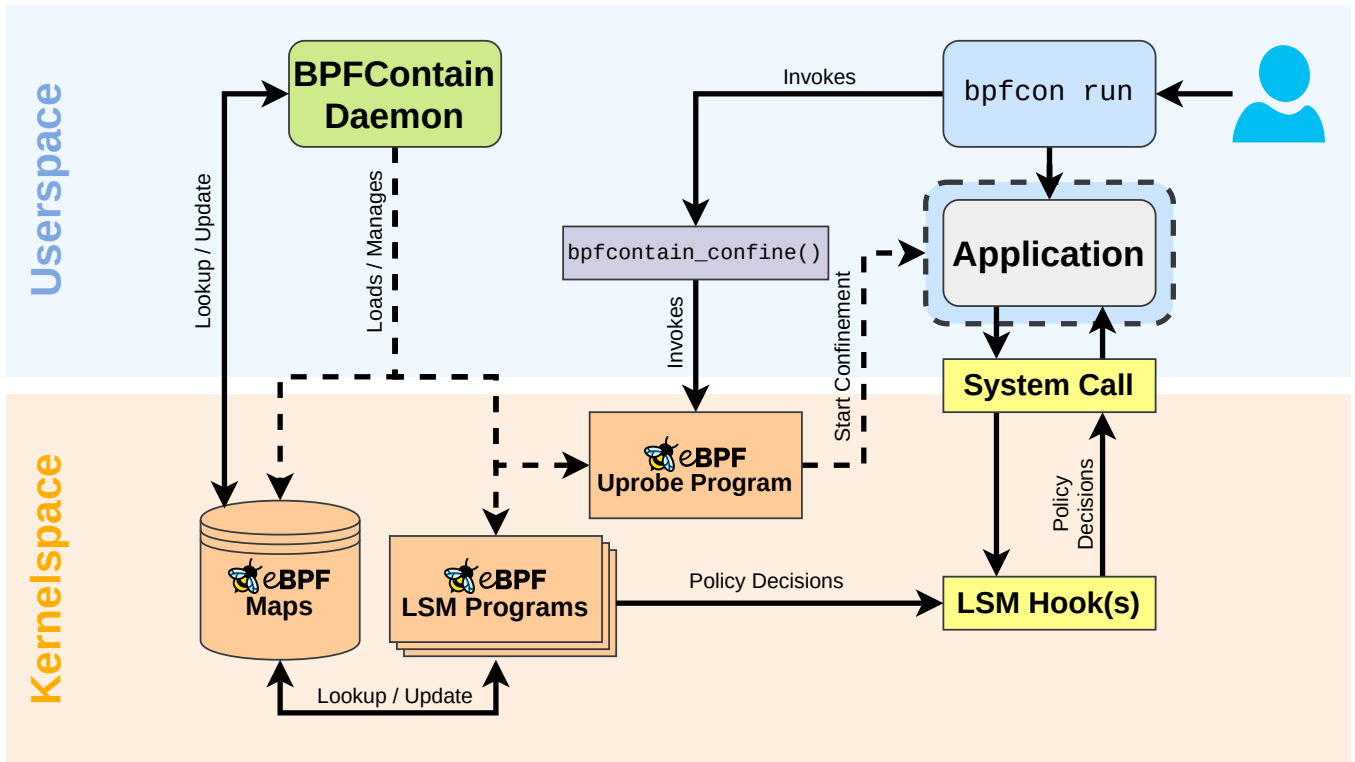 Userspace
BPFContain
Daemon
Invokes
bpfcon run
Lookup / Update
Loads / Manages
bpfcontain_confine()
Application
Invokes
Start Confinement
System Call
Kernelspace
eBPF
Uprobe Program
Policy
Decisions
eBPF
Maps
eBPF
LSM Programs
Policy Decisions
LSM Hook(s)
Lookup / Update